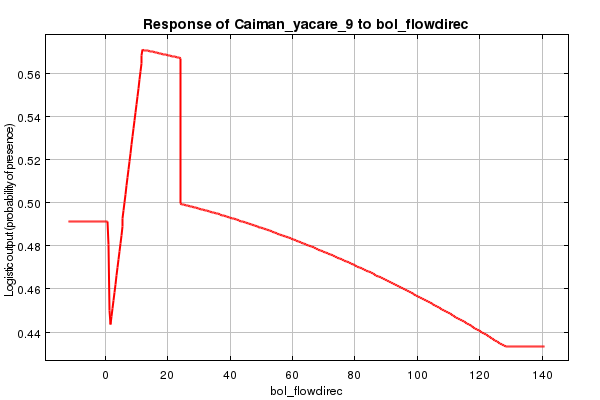 Response of Caiman_yacare_9 to bol_flowdirec
Logistic output (probability of presence)
0.56
0.54
0.52
0.50
0.48
0.46
0.44
0 20 40 60 80 100 120 140
bol_flowdirec